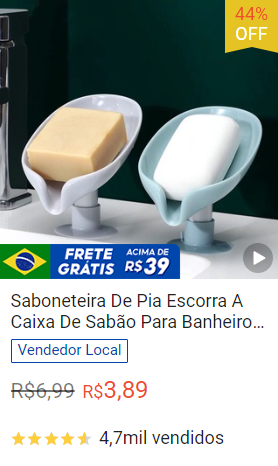 44%
OFF
FRETE
GRÁTIS
ACIMA DE
R$39
Saboneteira De Pia Escorra A
Caixa De Sabão Para Banheiro...
Vendedor Local
R$6,99 R$3,89
4,7mil vendidos